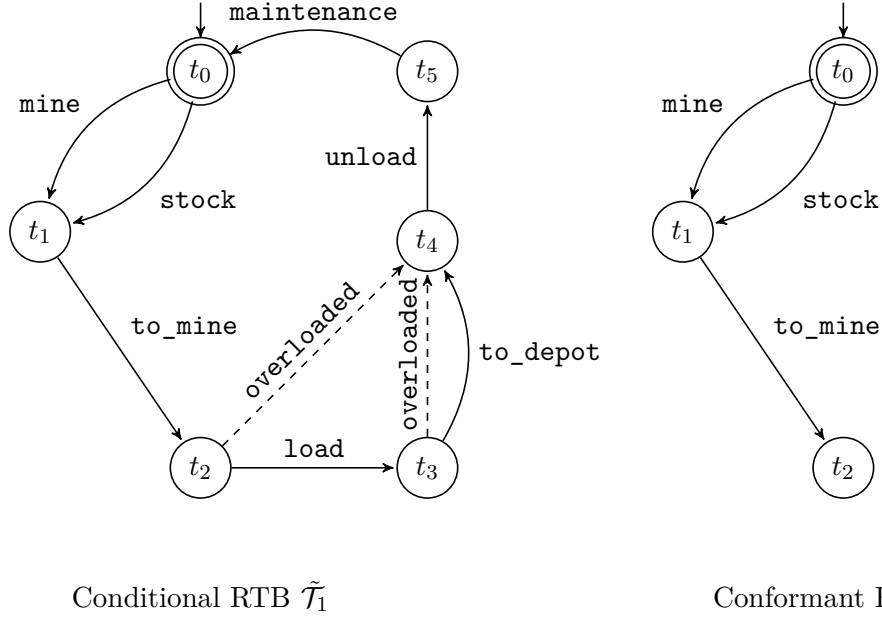 maintenance
t₀
t₅
mine
unload
stock
t₁
t₄
to_mine
overloaded
overloaded
to_depot
load
t₂
t₃
Conditional RTB 𝒯̃₁
t₀
mine
stock
t₁
to_mine
t₂
Conformant